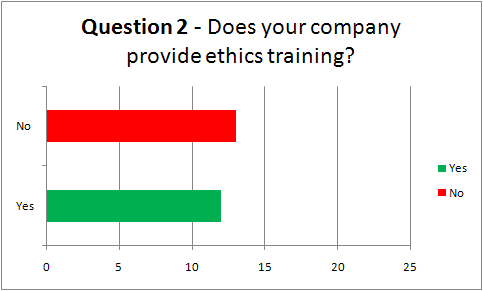 Question 2 - Does your company
provide ethics training?
No
Yes
0 5 10 15 20 25
Yes
No